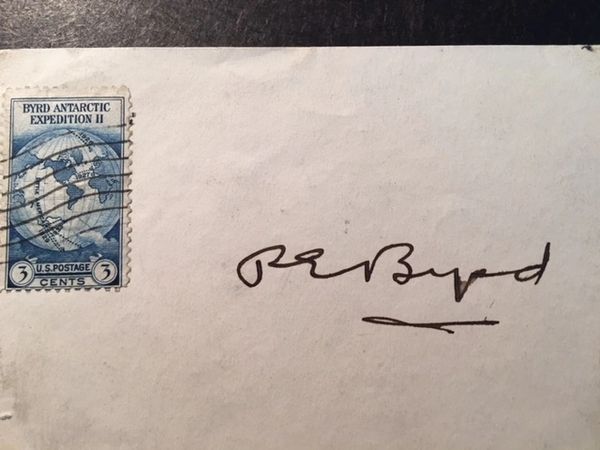 BYRD ANTARCTIC
EXPEDITION II
3 U.S. POSTAGE 3
CENTS
R E Byrd